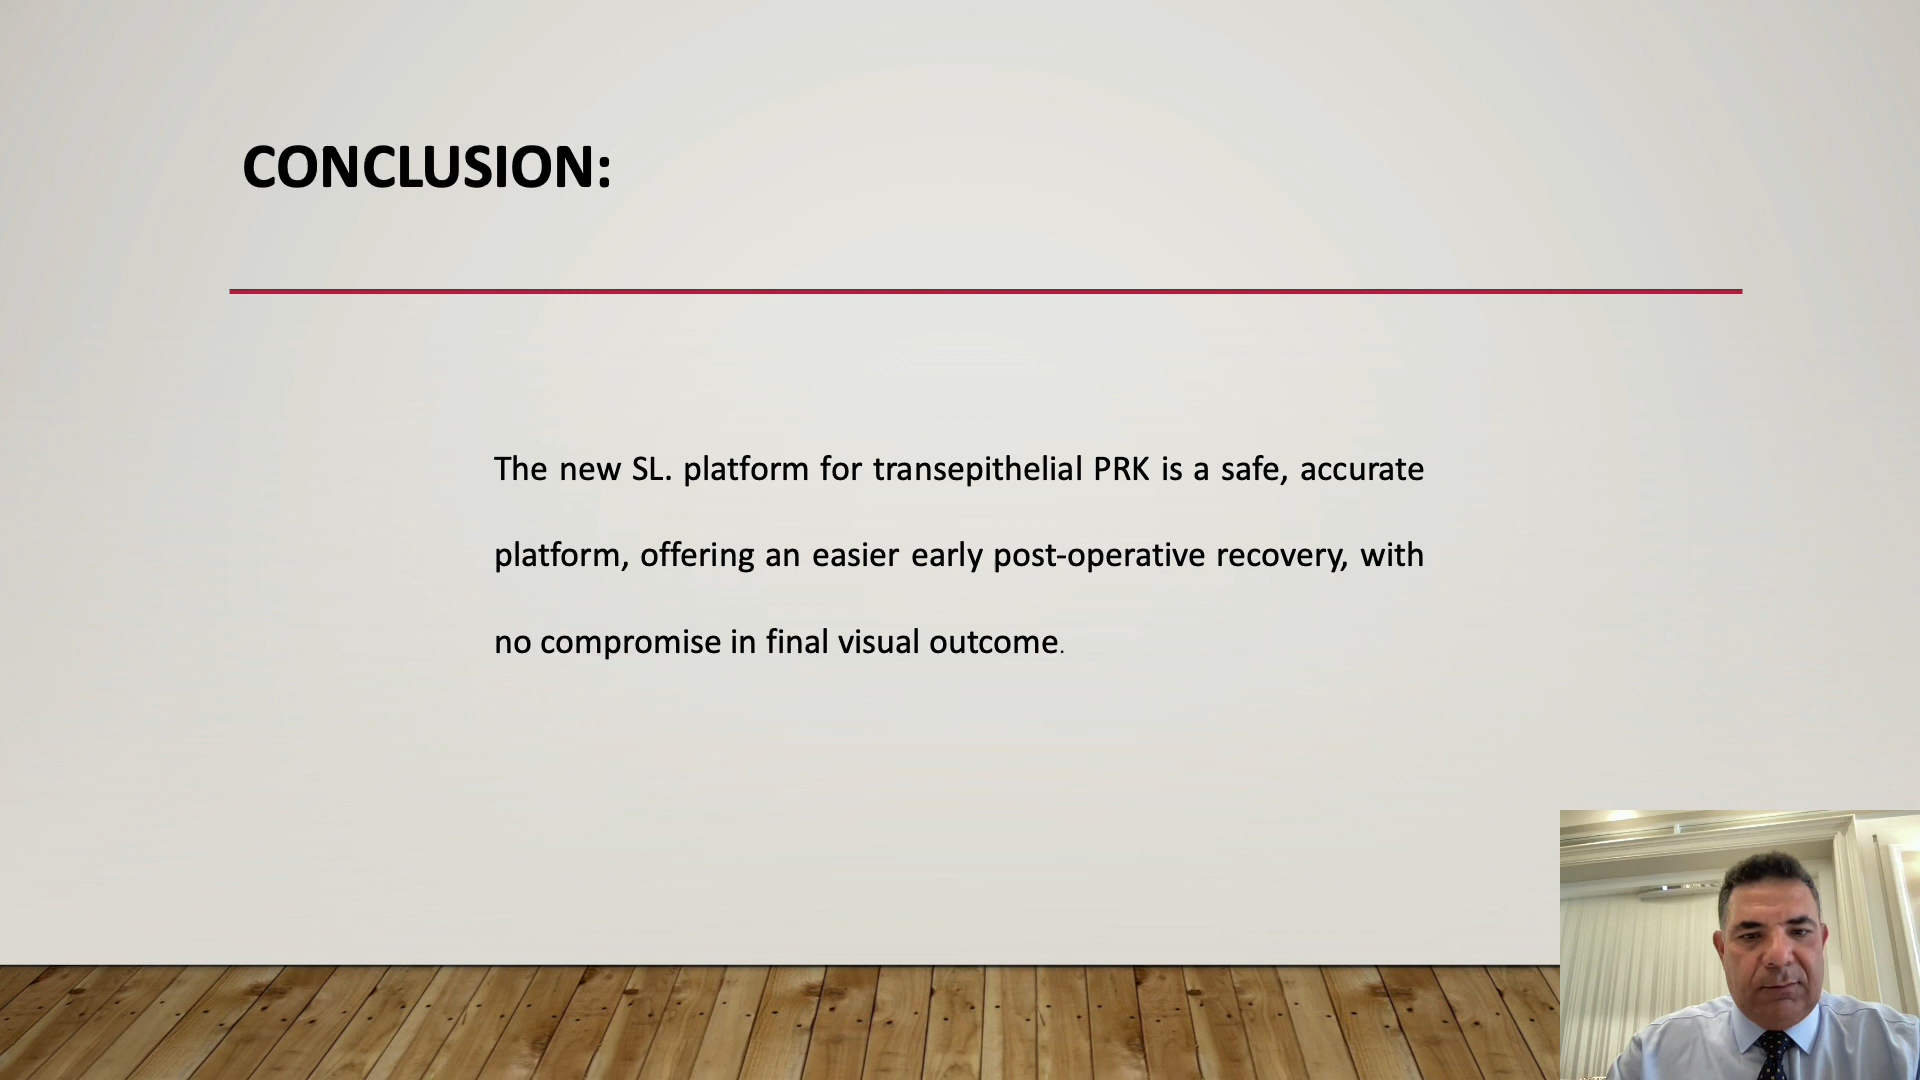 CONCLUSION:
The new SL. platform for transepithelial PRK is a safe, accurate
platform, offering an easier early post-operative recovery, with
no compromise in final visual outcome.